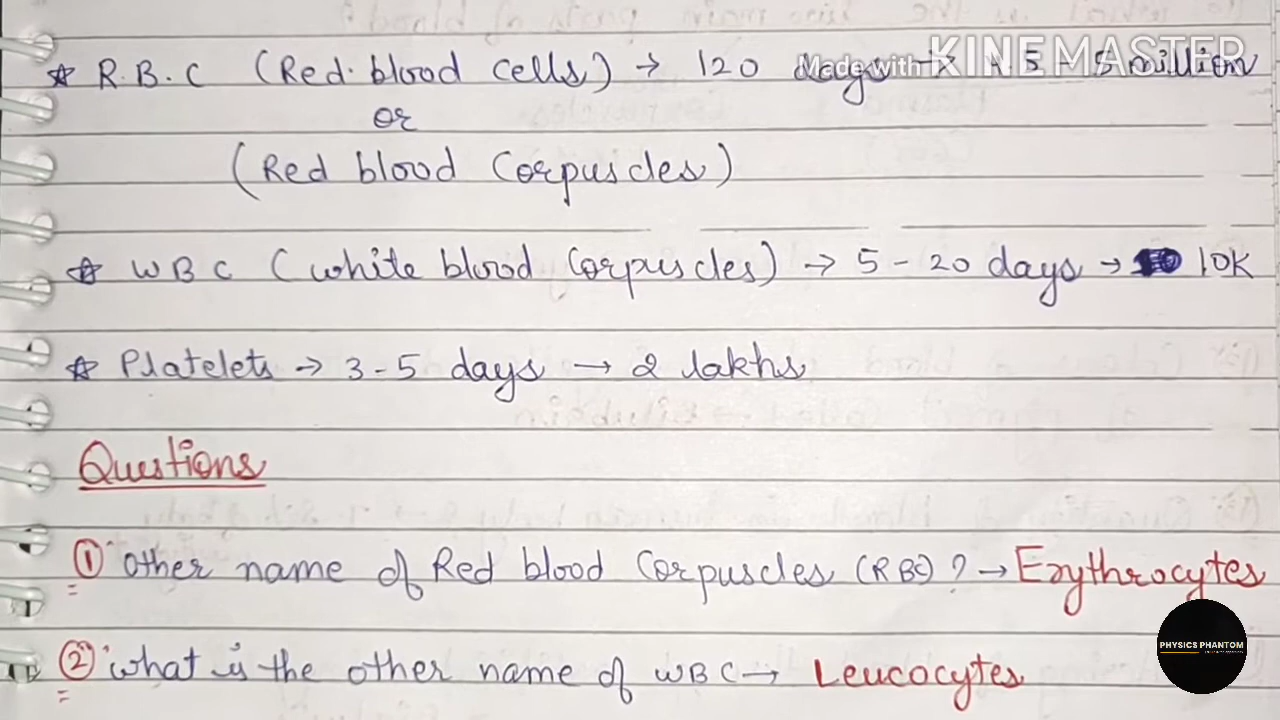 ☆ R.B.C (Red blood cells) → 120 days → 4.5 - 5 million
Made with KINEMASTER
or
(Red blood Corpuscles)
☆ WBC (white blood Corpuscles) → 5 - 20 days → 10K
☆ Platelets → 3 - 5 days → 2 lakhs
Questions
① Other name of Red blood Corpuscles (RBC) ? → Erythrocytes
② What is the other name of WBC → Leucocytes
PHYSICS PHANTOM